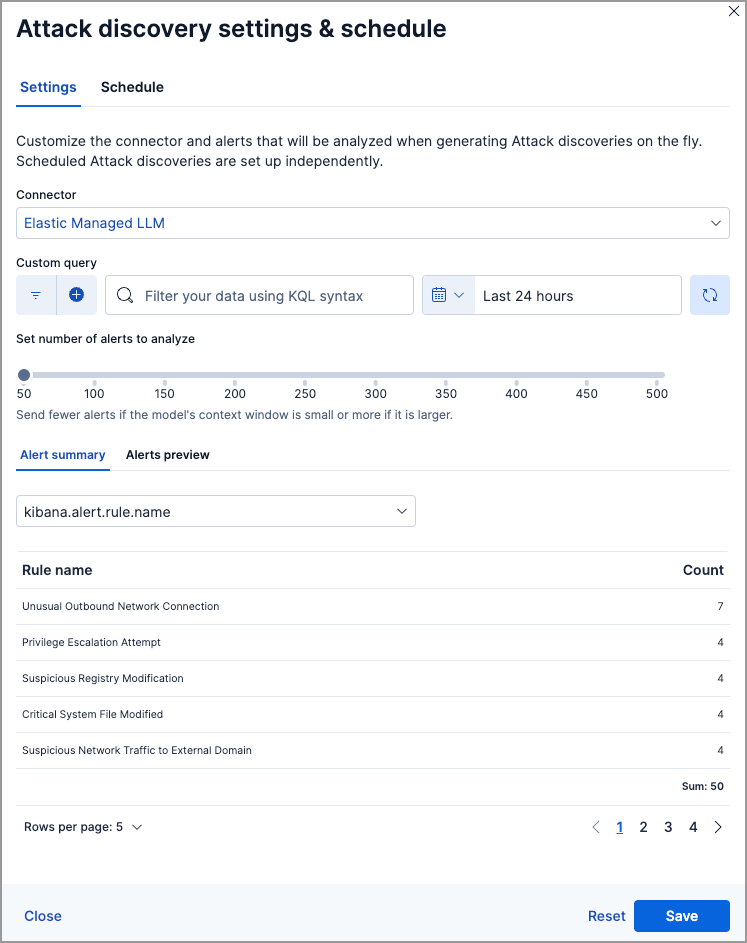 Attack discovery settings & schedule
Settings Schedule
Customize the connector and alerts that will be analyzed when generating Attack discoveries on the fly.
Scheduled Attack discoveries are set up independently.
Connector
Elastic Managed LLM
Custom query
Filter your data using KQL syntax Last 24 hours
Set number of alerts to analyze
50 100 150 200 250 300 350 400 450 500
Send fewer alerts if the model's context window is small or more if it is larger.
Alert summary Alerts preview
kibana.alert.rule.name
Rule name Count
Unusual Outbound Network Connection 7
Privilege Escalation Attempt 4
Suspicious Registry Modification 4
Critical System File Modified 4
Suspicious Network Traffic to External Domain 4
Sum: 50
Rows per page: 5 1 2 3 4
Close Reset Save